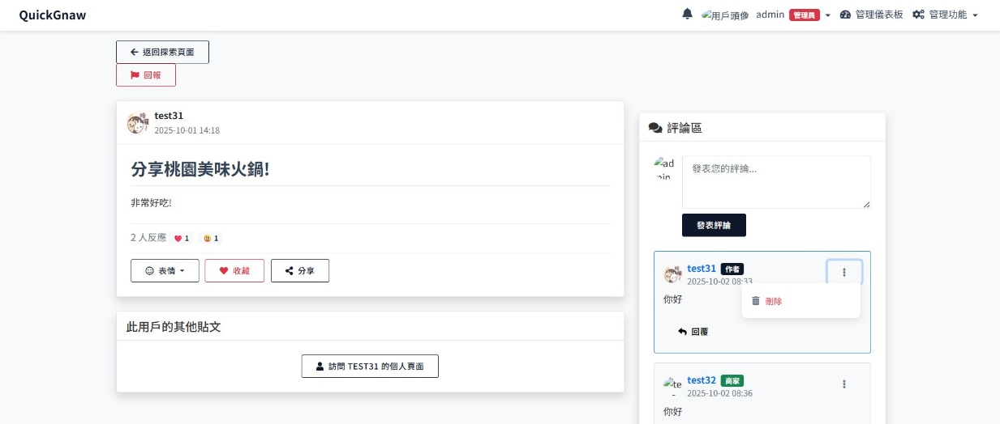 QuickGnaw
用戶頭像 admin 管理員 管理儀表板 管理功能
返回探索頁面
回報
test31
2025-10-01 14:18
分享桃園美味火鍋!
非常好吃!
2 人反應 1 1
表情 收藏 分享
此用戶的其他貼文
訪問 TEST31 的個人頁面
評論區
ad
min
發表您的評論...
發表評論
test31 作者
2025-10-02 08:33
你好
刪除
回覆
te
test32 商家
2025-10-02 08:36
你好